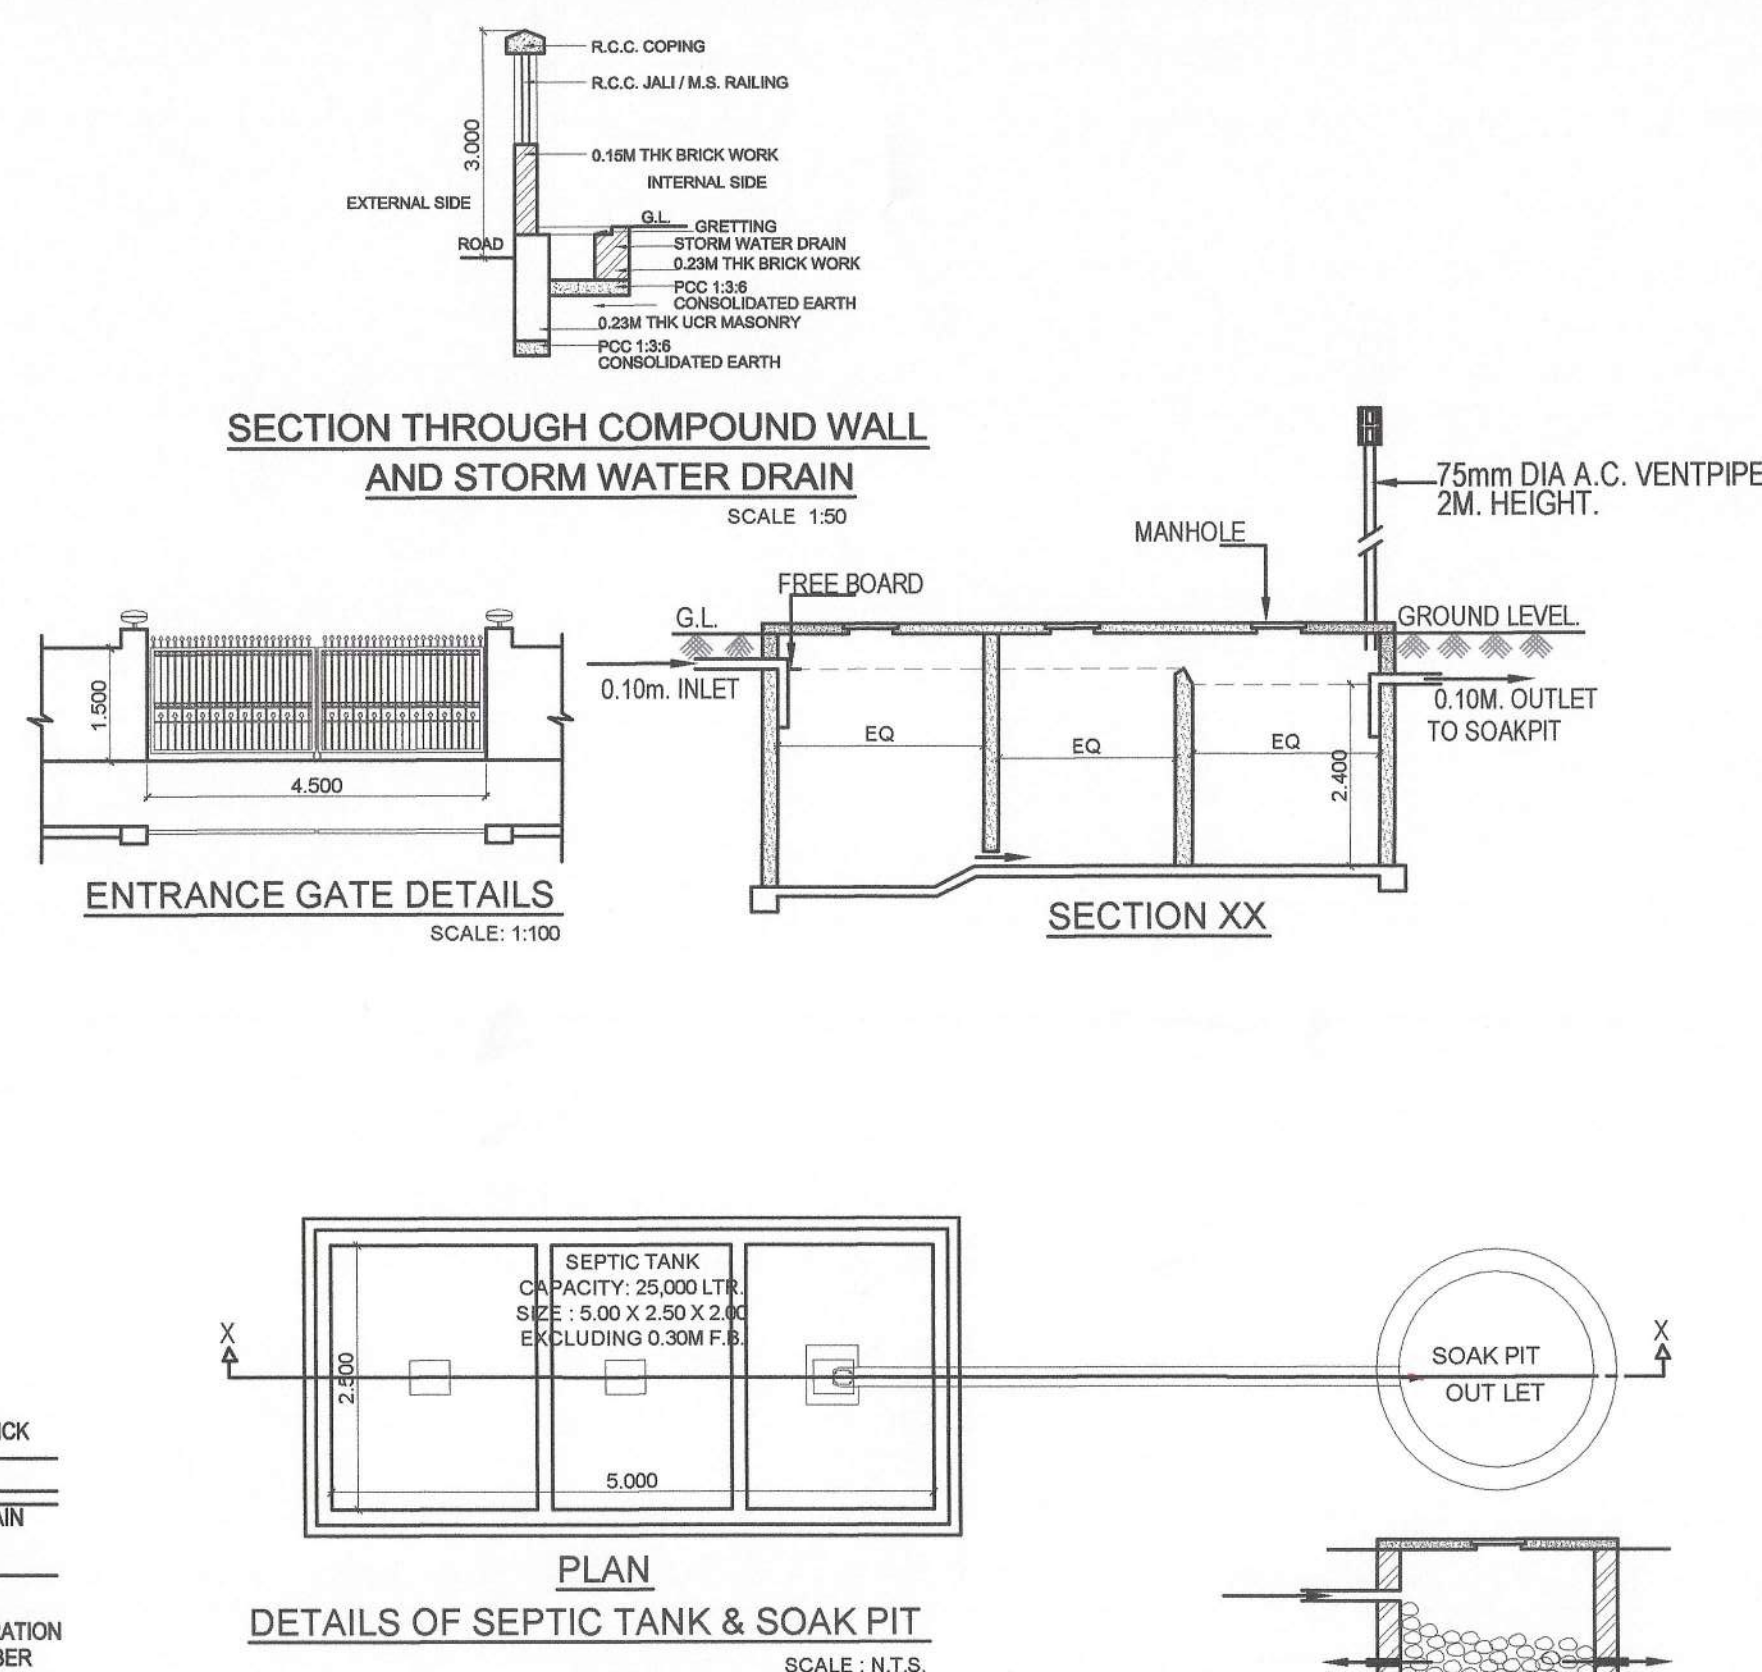 R.C.C. COPING
R.C.C. JALI / M.S. RAILING
3.000
0.15M THK BRICK WORK
INTERNAL SIDE
EXTERNAL SIDE
G.L.
GRETTING
ROAD
STORM WATER DRAIN
0.23M THK BRICK WORK
PCC 1:3:6
CONSOLIDATED EARTH
0.23M THK UCR MASONRY
PCC 1:3:6
CONSOLIDATED EARTH
SECTION THROUGH COMPOUND WALL
AND STORM WATER DRAIN
SCALE 1:50
1.500
4.500
ENTRANCE GATE DETAILS
SCALE: 1:100
75mm DIA A.C. VENTPIPE
2M. HEIGHT.
MANHOLE
FREE BOARD
G.L.
GROUND LEVEL.
0.10m. INLET
0.10M. OUTLET
TO SOAKPIT
EQ
EQ
EQ
2.400
SECTION XX
SEPTIC TANK
CAPACITY: 25,000 LTR.
SIZE : 5.00 X 2.50 X 2.00
EXCLUDING 0.30M F.B.
X
X
2.500
SOAK PIT
OUT LET
5.000
PLAN
DETAILS OF SEPTIC TANK & SOAK PIT
SCALE : N.T.S.
ICK
AIN
RATION
BER